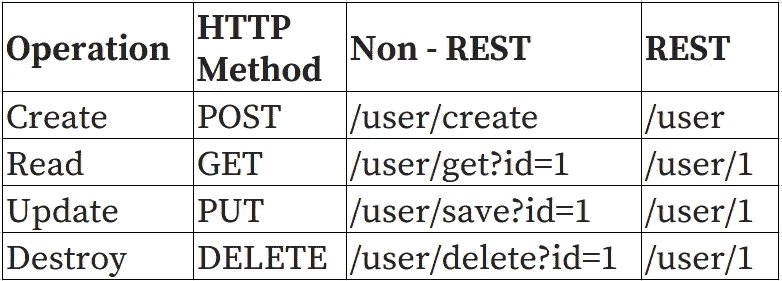 Operation HTTP Method Non - REST REST
Create POST /user/create /user
Read GET /user/get?id=1 /user/1
Update PUT /user/save?id=1 /user/1
Destroy DELETE /user/delete?id=1 /user/1